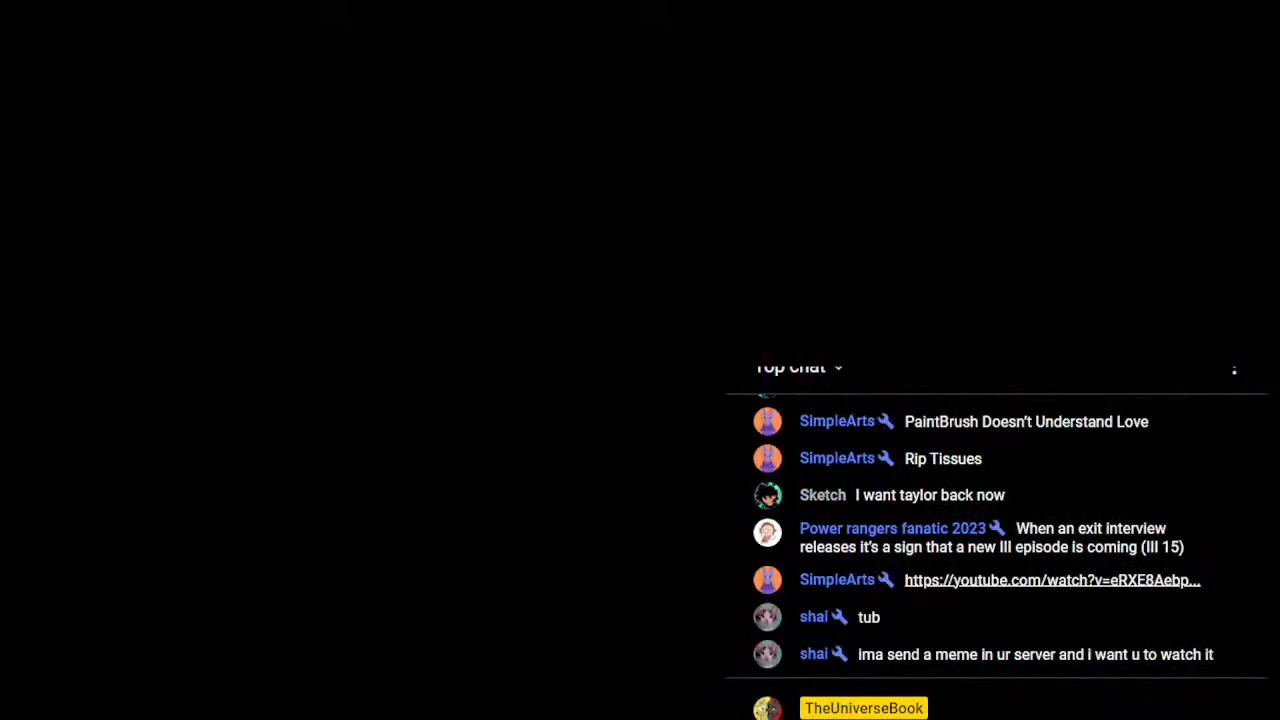 Top chat
SimpleArts PaintBrush Doesn't Understand Love
SimpleArts Rip Tissues
Sketch I want taylor back now
Power rangers fanatic 2023 When an exit interview
releases it's a sign that a new III episode is coming (III 15)
SimpleArts https://youtube.com/watch?v=eRXE8Aebp...
shai tub
shai Ima send a meme in ur server and i want u to watch it
TheUniverseBook